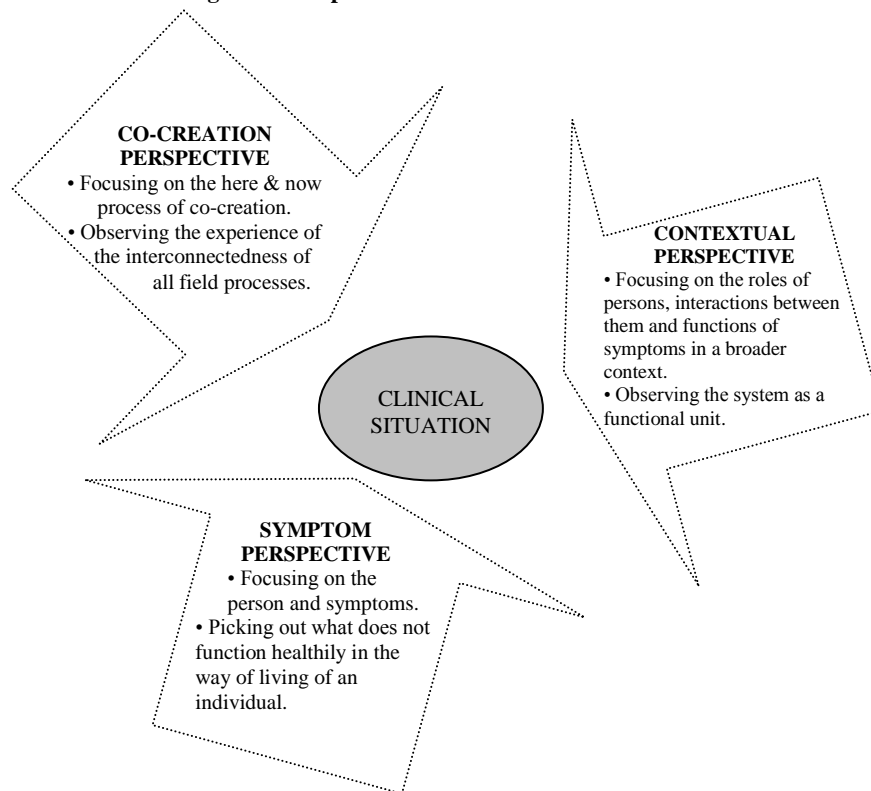 CO-CREATION
PERSPECTIVE
• Focusing on the here & now
process of co-creation.
• Observing the experience of
the interconnectedness of
all field processes.
CONTEXTUAL
PERSPECTIVE
• Focusing on the roles of
persons, interactions between
them and functions of
symptoms in a broader
context.
• Observing the system as a
functional unit.
CLINICAL
SITUATION
SYMPTOM
PERSPECTIVE
• Focusing on the
person and symptoms.
• Picking out what does not
function healthily in the
way of living of an
individual.